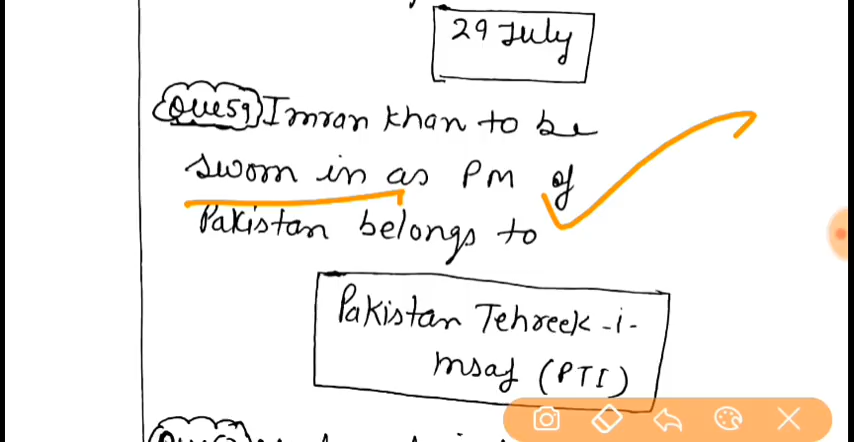 29 July
Que59 Imran Khan to be
sworn in as PM of
Pakistan belongs to
Pakistan Tehreek-i-
Insaf (PTI)